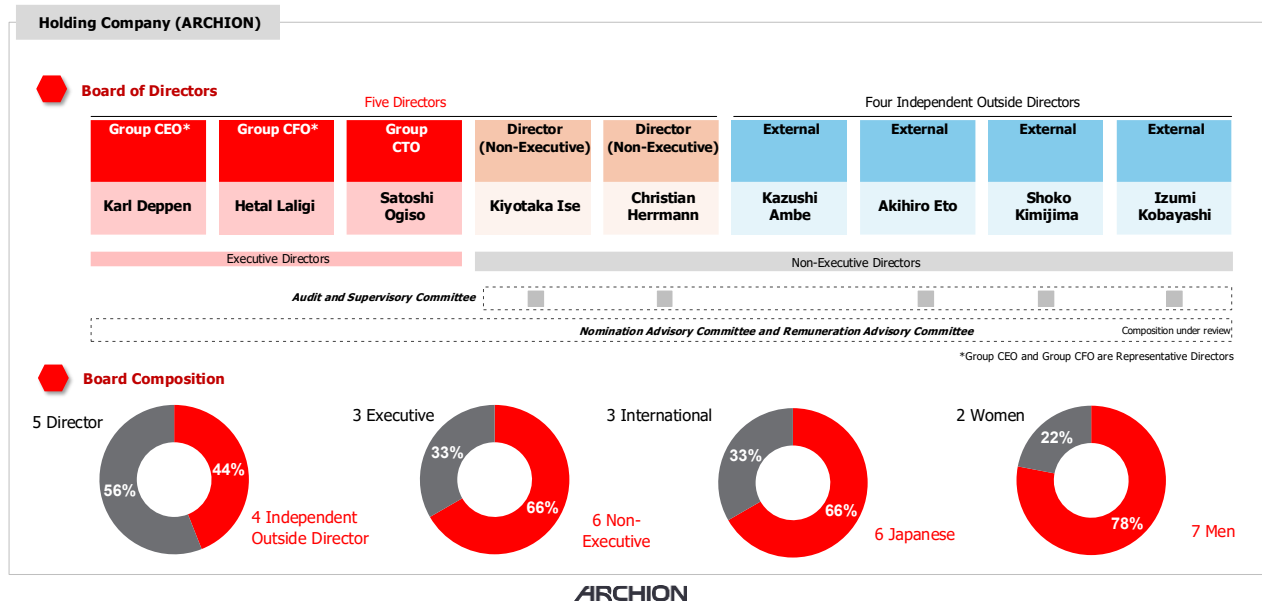 Holding Company (ARCHION)
Board of Directors
Five Directors
Four Independent Outside Directors
Group CEO*
Group CFO*
Group
CTO
Director
(Non-Executive)
Director
(Non-Executive)
External
External
External
External
Karl Deppen
Hetal Laligi
Satoshi
Ogiso
Kiyotaka Ise
Christian
Herrmann
Kazushi
Ambe
Akihiro Eto
Shoko
Kimijima
Izumi
Kobayashi
Executive Directors
Non-Executive Directors
Audit and Supervisory Committee
Nomination Advisory Committee and Remuneration Advisory Committee
Composition under review
*Group CEO and Group CFO are Representative Directors
Board Composition
5 Director
56%
44%
4 Independent
Outside Director
3 Executive
33%
66%
6 Non-
Executive
3 International
33%
66%
6 Japanese
2 Women
22%
78%
7 Men
ARCHION